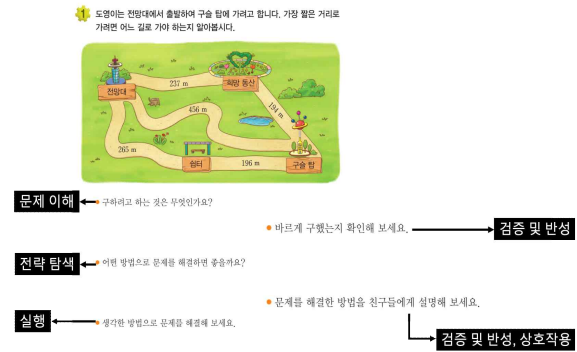 1 도영이는 전망대에서 출발하여 구슬 탑에 가려고 합니다. 가장 짧은 거리로
가려면 어느 길로 가야 하는지 알아봅시다.
237 m
희망 동산
전망대
456 m
194 m
265 m
쉼터
196 m
구슬 탑
문제 이해
구하려고 하는 것은 무엇인가요?
바르게 구했는지 확인해 보세요.
검증 및 반성
전략 탐색
어떤 방법으로 문제를 해결하면 좋을까요?
문제를 해결한 방법을 친구들에게 설명해 보세요.
실행
생각한 방법으로 문제를 해결해 보세요.
검증 및 반성, 상호작용